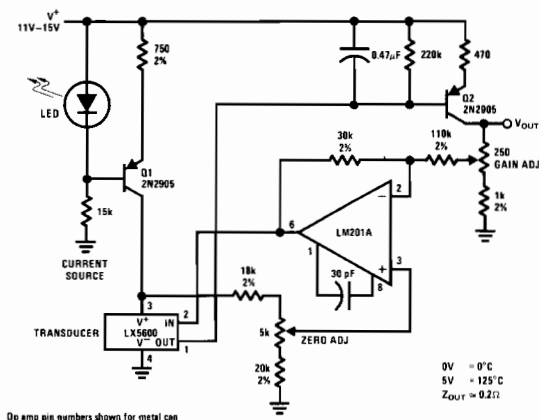 V+
11V–15V
750
2%
0.47μF
220k
470
LED
Q2
2N2905
VOUT
Q1
2N2905
30k
2%
110k
2%
250
GAIN ADJ
15k
6
2
LM201A
1k
2%
CURRENT
SOURCE
1
30 pF
8
3
3
18k
2%
TRANSDUCER
V+
IN
2
LX5600
V− OUT
1
4
5k
ZERO ADJ
20k
2%
0V = 0°C
5V = 125°C
ZOUT ≈ 0.2Ω
Op amp pin numbers shown for metal can